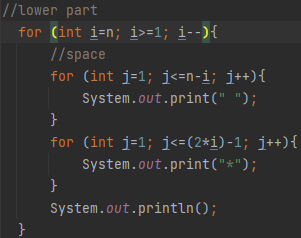 //lower part
for (int i=n; i>=1; i--){
//space
for (int j=1; j<=n-i; j++){
System.out.print(" ");
}
for (int j=1; j<=(2*i)-1; j++){
System.out.print("*");
}
System.out.println();
}